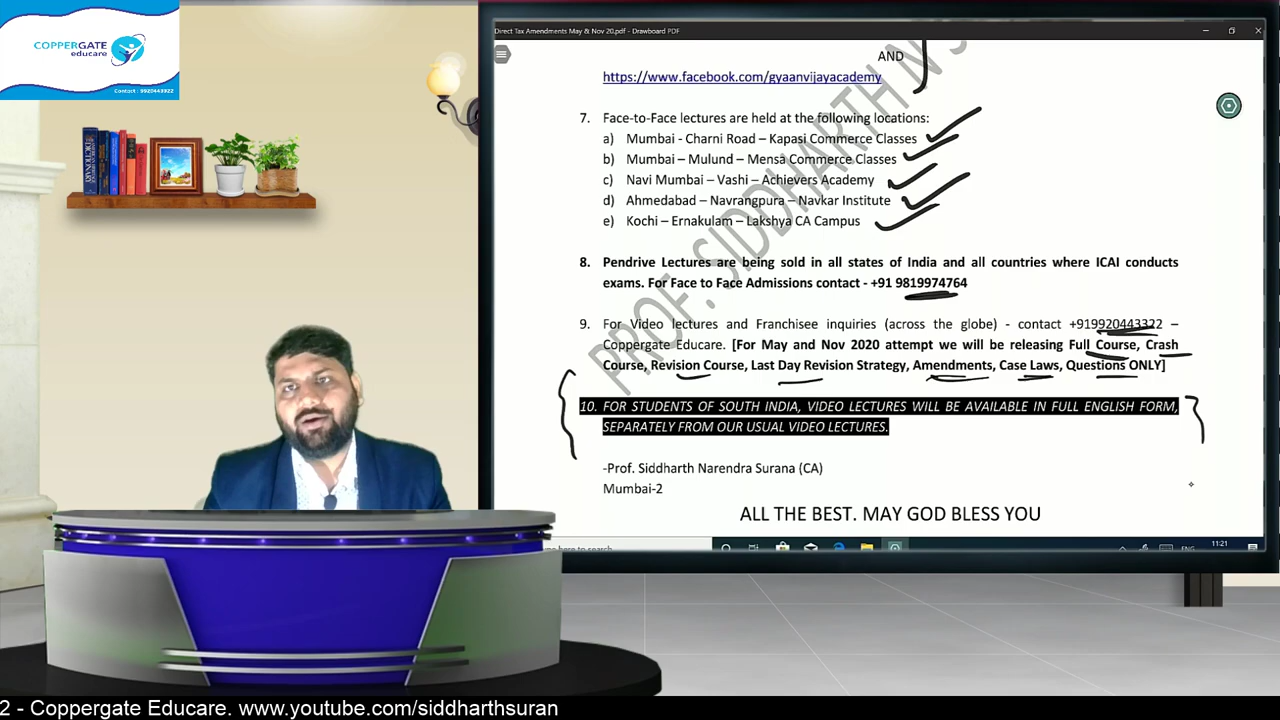 COPPERGATE
educare
Contact : 9920443922
DICTIONARY
Direct Tax Amendments May & Nov 20.pdf - Drawboard PDF
AND
https://www.facebook.com/gyaanvijayacademy
7. Face-to-Face lectures are held at the following locations:
a) Mumbai - Charni Road – Kapasi Commerce Classes
b) Mumbai – Mulund – Mensa Commerce Classes
c) Navi Mumbai – Vashi – Achievers Academy
d) Ahmedabad – Navrangpura – Navkar Institute
e) Kochi – Ernakulam – Lakshya CA Campus
8. Pendrive Lectures are being sold in all states of India and all countries where ICAI conducts
exams. For Face to Face Admissions contact - +91 9819974764
9. For Video lectures and Franchisee inquiries (across the globe) - contact +919920443322 –
Coppergate Educare. [For May and Nov 2020 attempt we will be releasing Full Course, Crash
Course, Revision Course, Last Day Revision Strategy, Amendments, Case Laws, Questions ONLY]
10. FOR STUDENTS OF SOUTH INDIA, VIDEO LECTURES WILL BE AVAILABLE IN FULL ENGLISH FORM,
SEPARATELY FROM OUR USUAL VIDEO LECTURES.
-Prof. Siddharth Narendra Surana (CA)
Mumbai-2
ALL THE BEST. MAY GOD BLESS YOU
PROF. SIDDHARTH N S
here to search
ENG
11:21
2 - Coppergate Educare. www.youtube.com/siddharthsuran